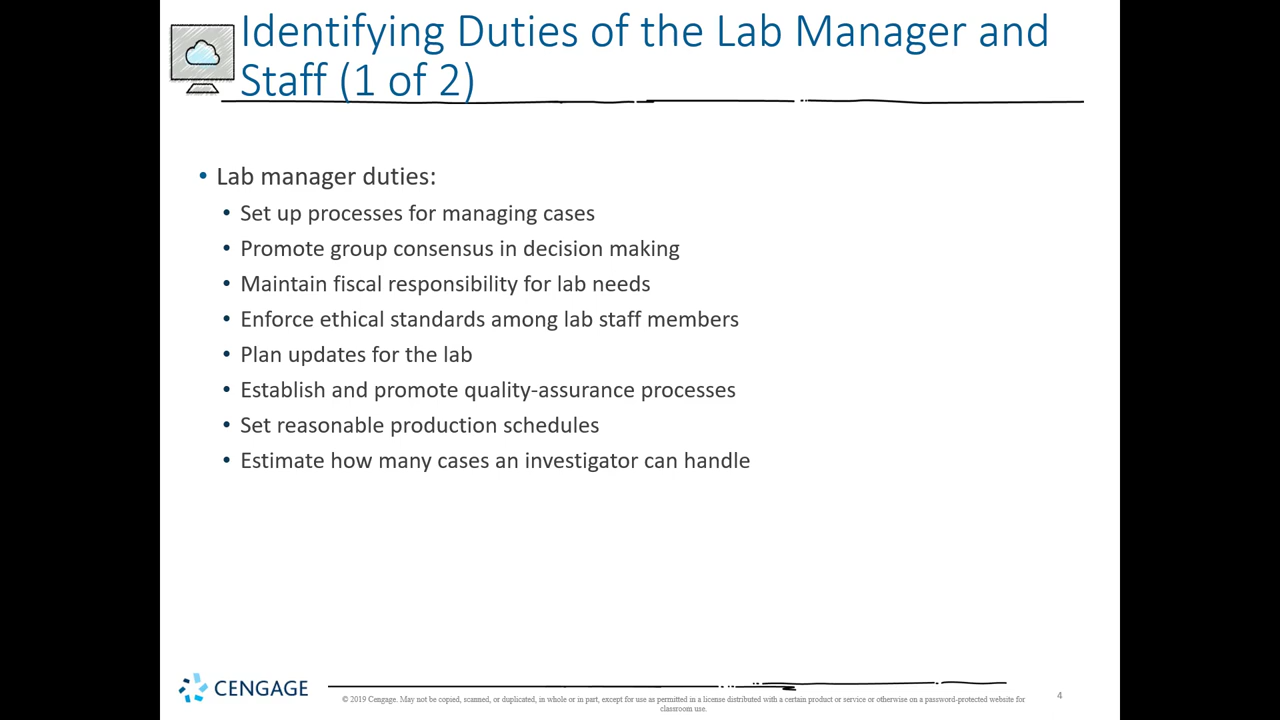 Identifying Duties of the Lab Manager and
Staff (1 of 2)
• Lab manager duties:
• Set up processes for managing cases
• Promote group consensus in decision making
• Maintain fiscal responsibility for lab needs
• Enforce ethical standards among lab staff members
• Plan updates for the lab
• Establish and promote quality-assurance processes
• Set reasonable production schedules
• Estimate how many cases an investigator can handle
CENGAGE
© 2019 Cengage. May not be copied, scanned, or duplicated, in whole or in part, except for use as permitted in a license distributed with a certain product or service or otherwise on a password-protected website for
classroom use.
4